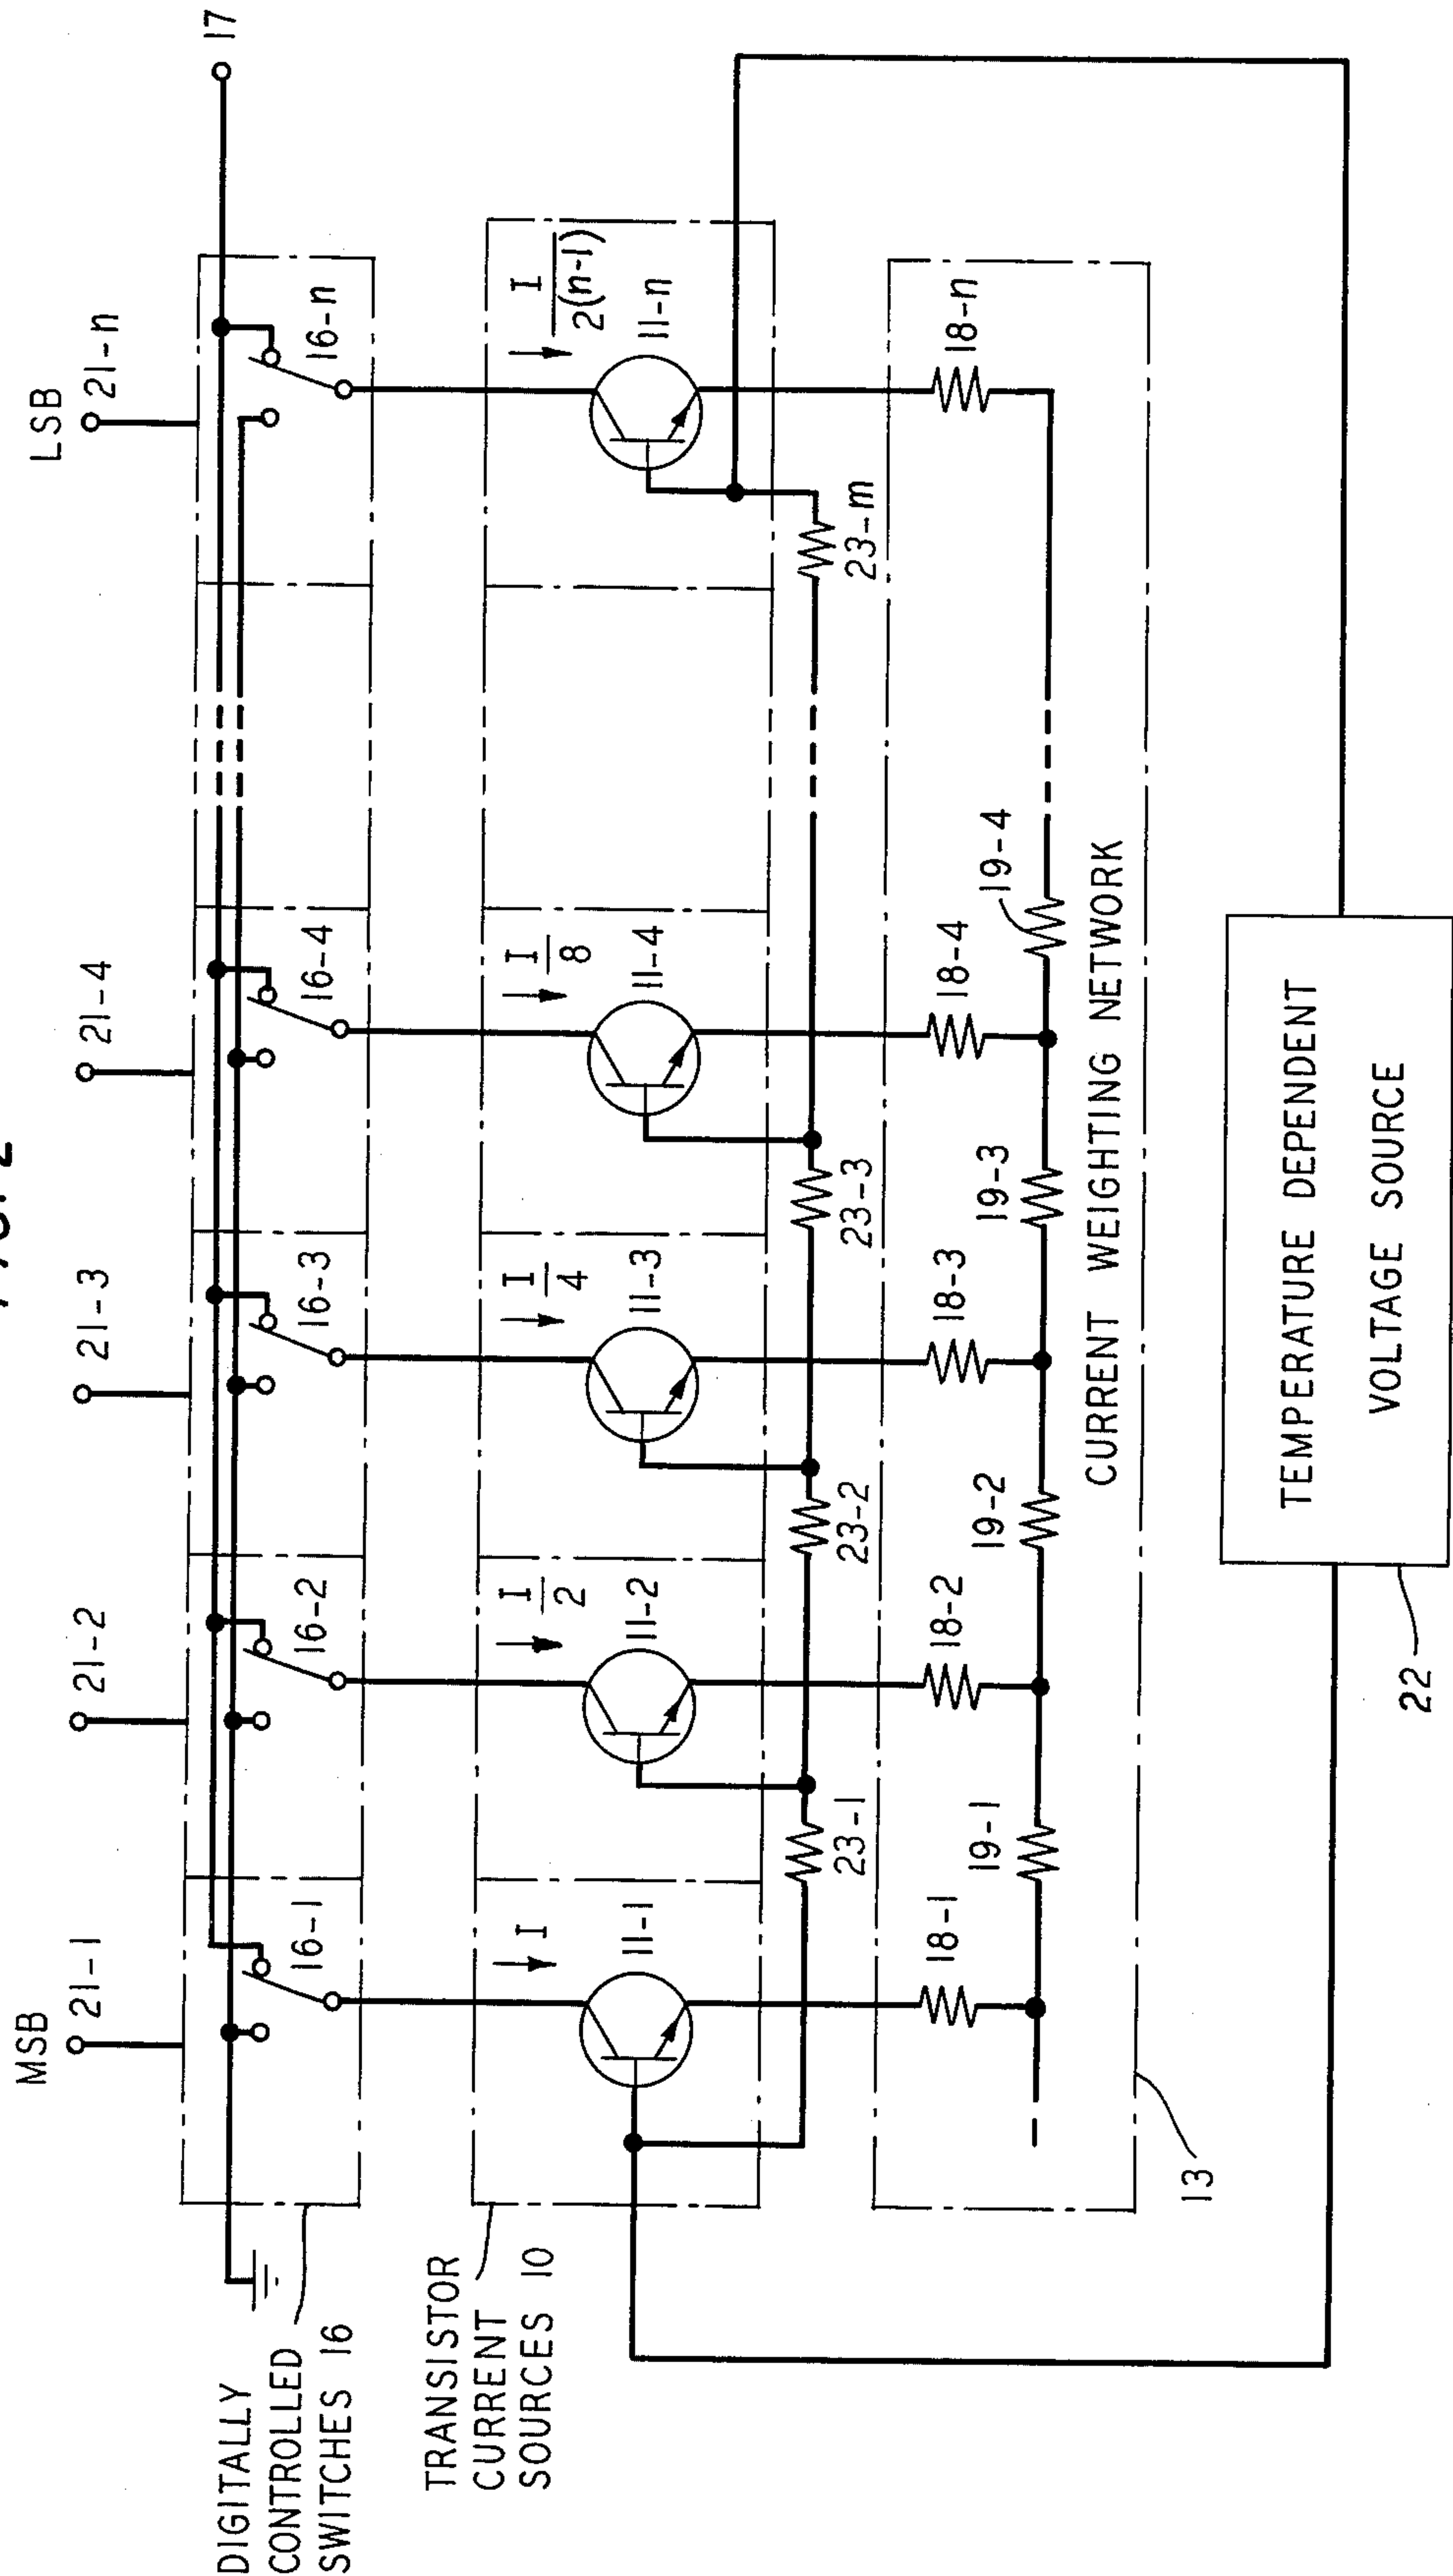 FIG. 2
MSB
LSB
21-1
21-2
21-3
21-4
21-n
17
DIGITALLY
CONTROLLED
SWITCHES 16
16-1
16-2
16-3
16-4
16-n
TRANSISTOR
CURRENT
SOURCES 10
I
I/2
I/4
I/8
I/2(n-1)
11-1
11-2
11-3
11-4
11-n
23-1
23-2
23-3
23-m
18-1
18-2
18-3
18-4
18-n
19-1
19-2
19-3
19-4
CURRENT WEIGHTING NETWORK
13
TEMPERATURE DEPENDENT
VOLTAGE SOURCE
22